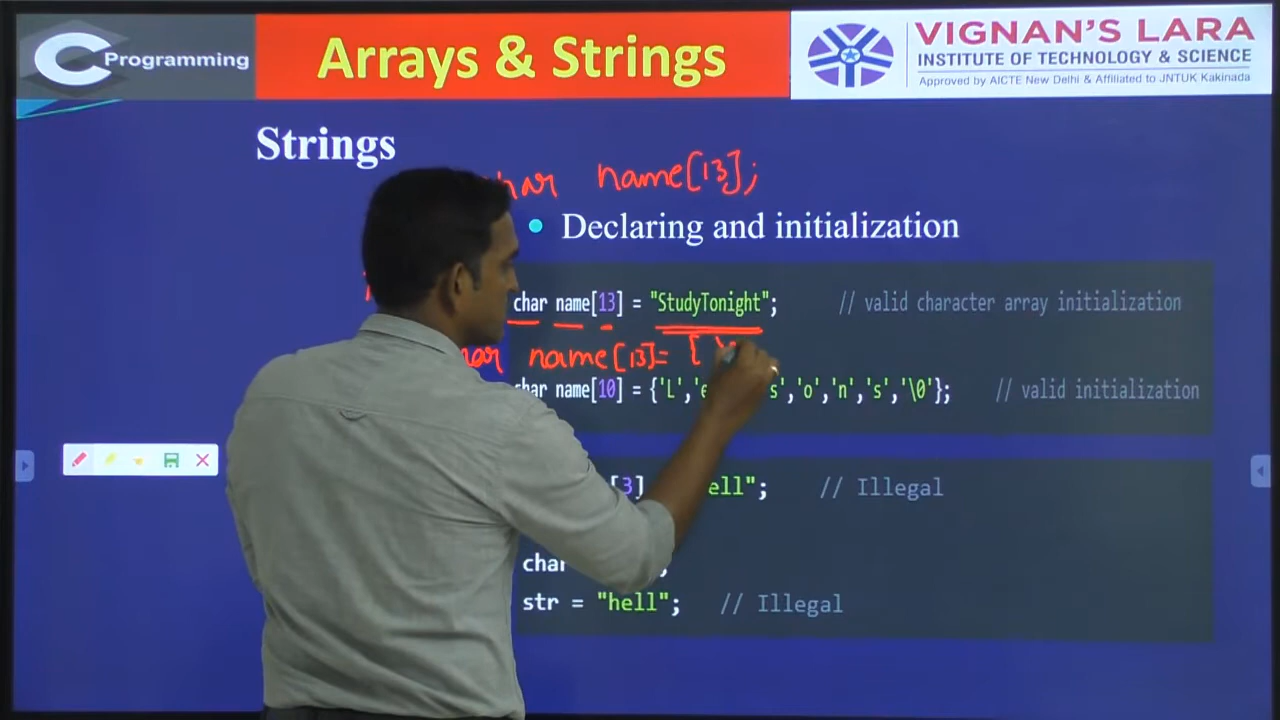 C Programming
Arrays & Strings
VIGNAN'S LARA
INSTITUTE OF TECHNOLOGY & SCIENCE
Approved by AICTE New Delhi & Affiliated to JNTUK Kakinada
Strings
char name[13];
• Declaring and initialization
char name[13] = "StudyTonight"; // valid character array initialization
name[13]= [
char name[10] = {'L', 's','o','n','s','\0'}; // valid initialization
[3] ell"; // Illegal
str = "hell"; // Illegal